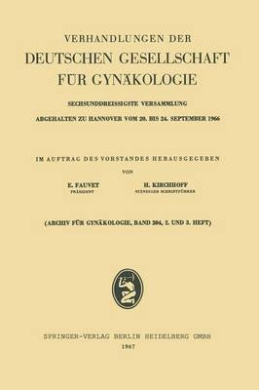 VERHANDLUNGEN DER
DEUTSCHEN GESELLSCHAFT
FÜR GYNÄKOLOGIE
SECHSUNDDREISSIGSTE VERSAMMLUNG
ABGEHALTEN ZU HANNOVER VOM 20. BIS 24. SEPTEMBER 1966
IM AUFTRAG DES VORSTANDES HERAUSGEGEBEN
VON
E. FAUVET H. KIRCHHOFF
PRÄSIDENT STÄNDIGER SCHRIFTFÜHRER
(ARCHIV FÜR GYNÄKOLOGIE, BAND 204, 2. UND 3. HEFT)
SPRINGER-VERLAG BERLIN HEIDELBERG GMBH
1967